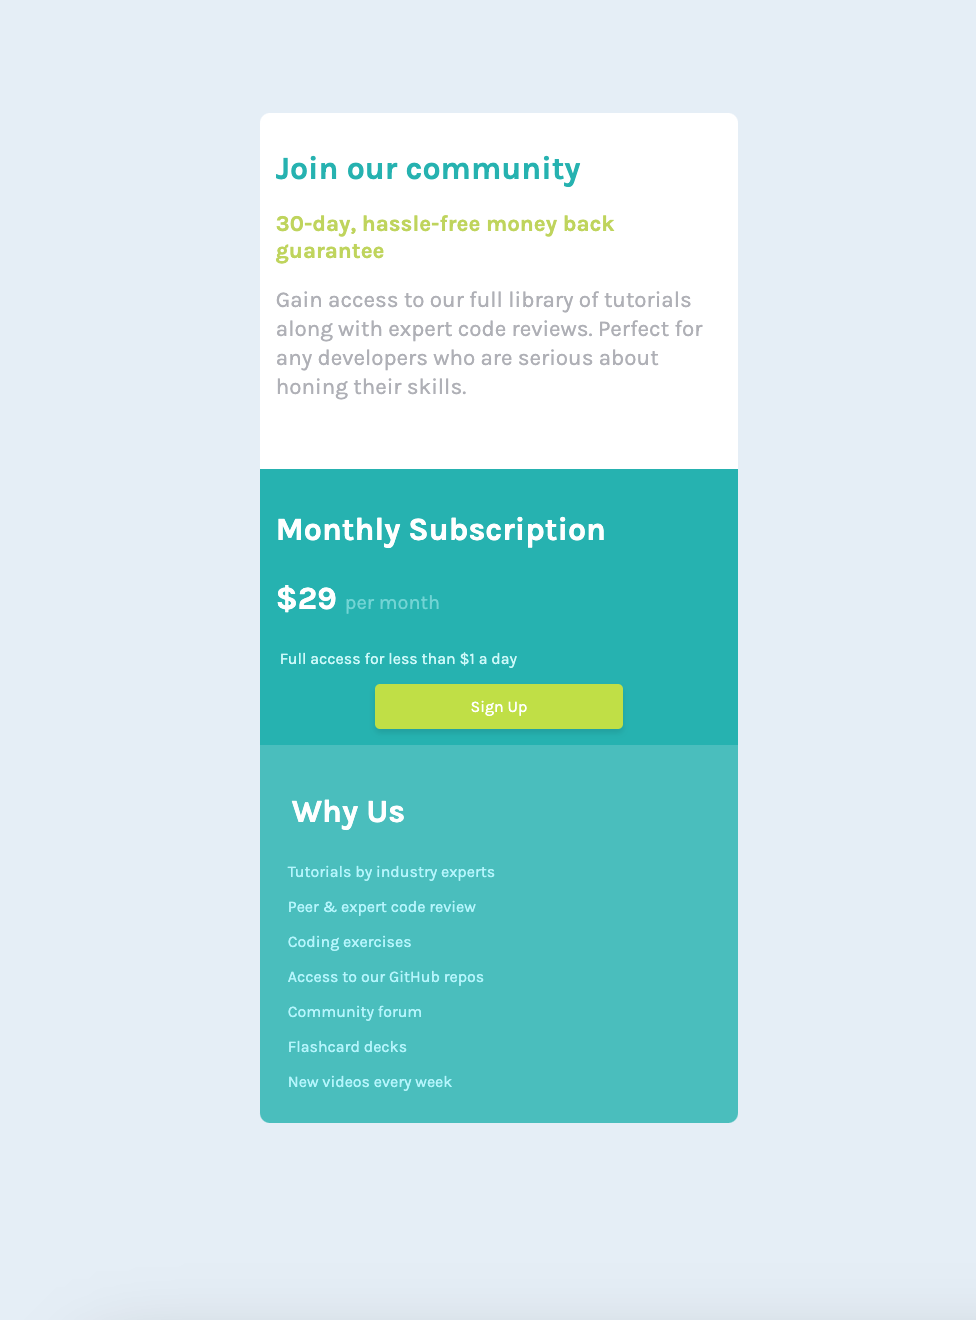 Join our community
30-day, hassle-free money back
guarantee
Gain access to our full library of tutorials
along with expert code reviews. Perfect for
any developers who are serious about
honing their skills.
Monthly Subscription
$29 per month
Full access for less than $1 a day
Sign Up
Why Us
Tutorials by industry experts
Peer & expert code review
Coding exercises
Access to our GitHub repos
Community forum
Flashcard decks
New videos every week